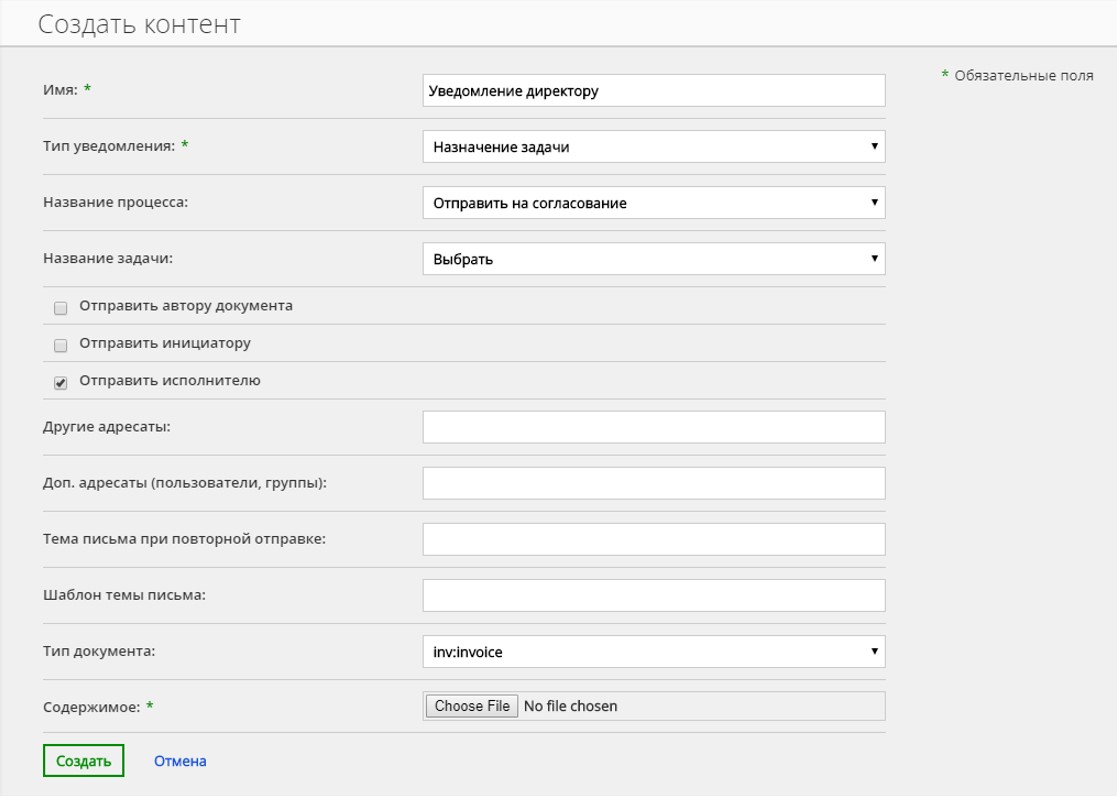 Создать контент
* Обязательные поля
Имя: * Уведомление директору
Тип уведомления: * Назначение задачи
Название процесса: Отправить на согласование
Название задачи: Выбрать
Отправить автору документа
Отправить инициатору
Отправить исполнителю
Другие адресаты:
Доп. адресаты (пользователи, группы):
Тема письма при повторной отправке:
Шаблон темы письма:
Тип документа: inv:invoice
Содержимое: * Choose File No file chosen
Создать Отмена